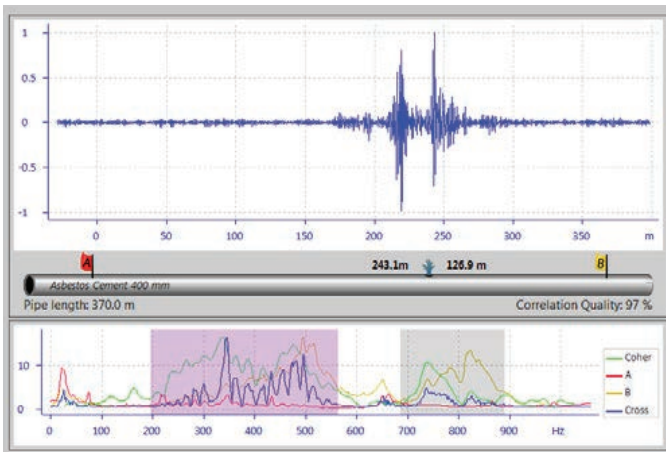 1
0.5
0
-0.5
-1
0 50 100 150 200 250 300 350 m
A 243.1m 126.9 m B
Asbestos Cement 400 mm
Pipe length: 370.0 m Correlation Quality: 97 %
10
0
Coher
A
B
Cross
0 100 200 300 400 500 600 700 800 900 Hz